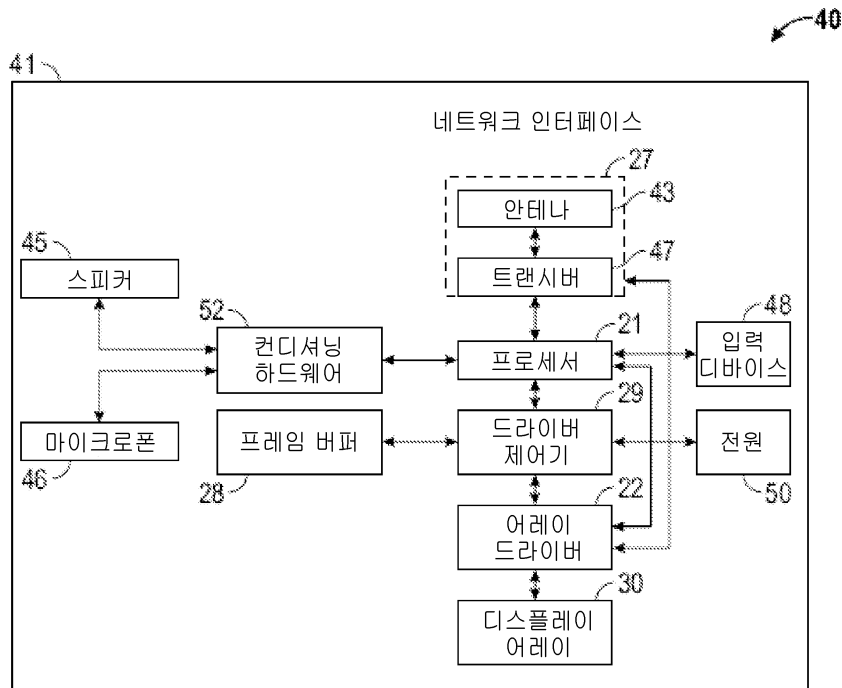 40
41
네트워크 인터페이스
27
안테나
43
45
스피커
47
트랜시버
52
컨디셔닝
하드웨어
21
프로세서
48
입력
디바이스
29
마이크로폰
46
프레임 버퍼
28
드라이버
제어기
전원
50
22
어레이
드라이버
30
디스플레이
어레이